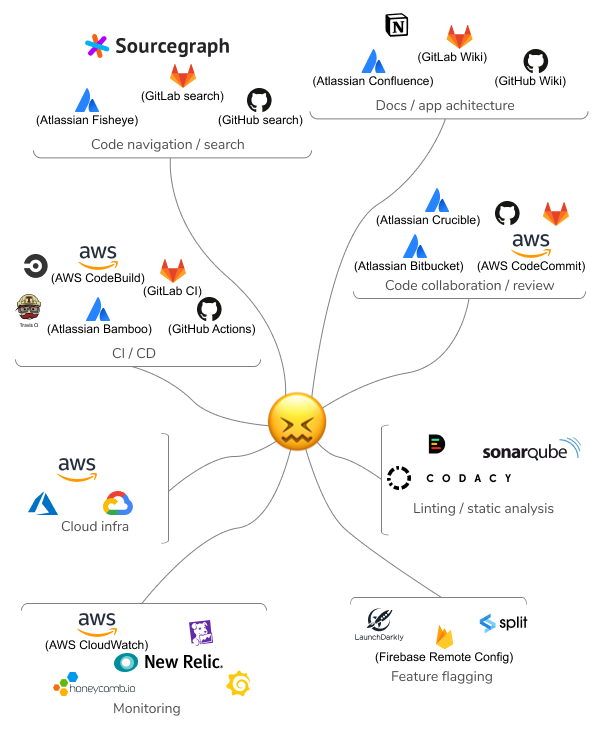 Sourcegraph
(GitLab search)
(Atlassian Fisheye)
(GitHub search)
Code navigation / search
N
(GitLab Wiki)
(Atlassian Confluence)
(GitHub Wiki)
Docs / app achitecture
(Atlassian Crucible)
aws
(Atlassian Bitbucket)
(AWS CodeCommit)
Code collaboration / review
aws
(AWS CodeBuild)
(GitLab CI)
Travis CI
(Atlassian Bamboo)
(GitHub Actions)
CI / CD
aws
Cloud infra
sonarqube
CODACY
Linting / static analysis
aws
(AWS CloudWatch)
New Relic.
honeycomb.io
Monitoring
LaunchDarkly
split
(Firebase Remote Config)
Feature flagging